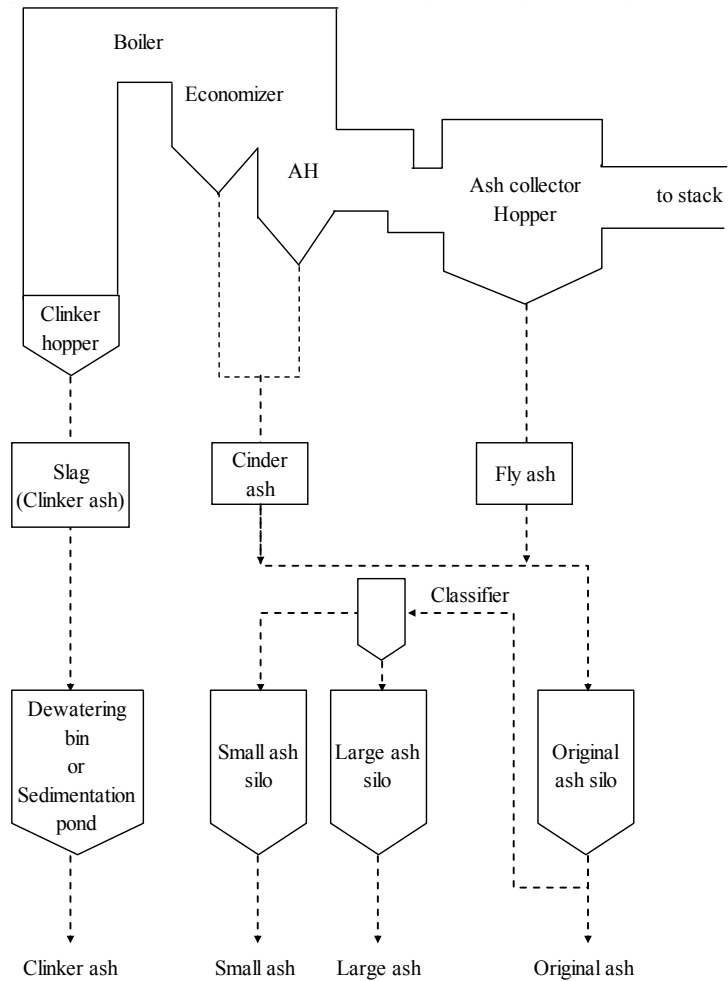 Boiler
Economizer
AH
Ash collector
Hopper
to stack
Clinker
hopper
Slag
(Clinker ash)
Cinder
ash
Fly ash
Classifier
Dewatering
bin
or
Sedimentation
pond
Small ash
silo
Large ash
silo
Original
ash silo
Clinker ash
Small ash
Large ash
Original ash